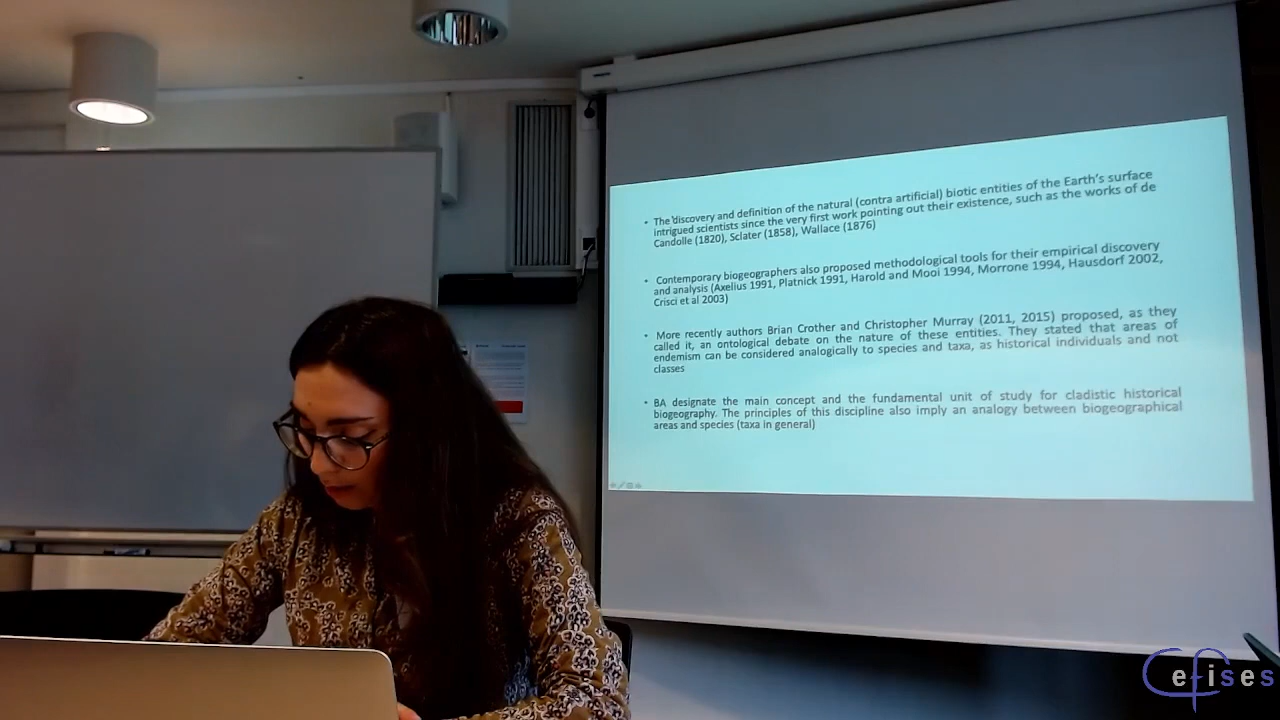 • The discovery and definition of the natural (contra artificial) biotic entities of the Earth's surface
intrigued scientists since the very first work pointing out their existence, such as the works of de
Candolle (1820), Sclater (1858), Wallace (1876)
• Contemporary biogeographers also proposed methodological tools for their empirical discovery
and analysis (Axelius 1991, Platnick 1991, Harold and Mooi 1994, Morrone 1994, Hausdorf 2002,
Crisci et al 2003)
• More recently authors Brian Crother and Christopher Murray (2011, 2015) proposed, as they
called it, an ontological debate on the nature of these entities. They stated that areas of
endemism can be considered analogically to species and taxa, as historical individuals and not
classes
• BA designate the main concept and the fundamental unit of study for cladistic historical
biogeography. The principles of this discipline also imply an analogy between biogeographical
areas and species (taxa in general)
Cefises